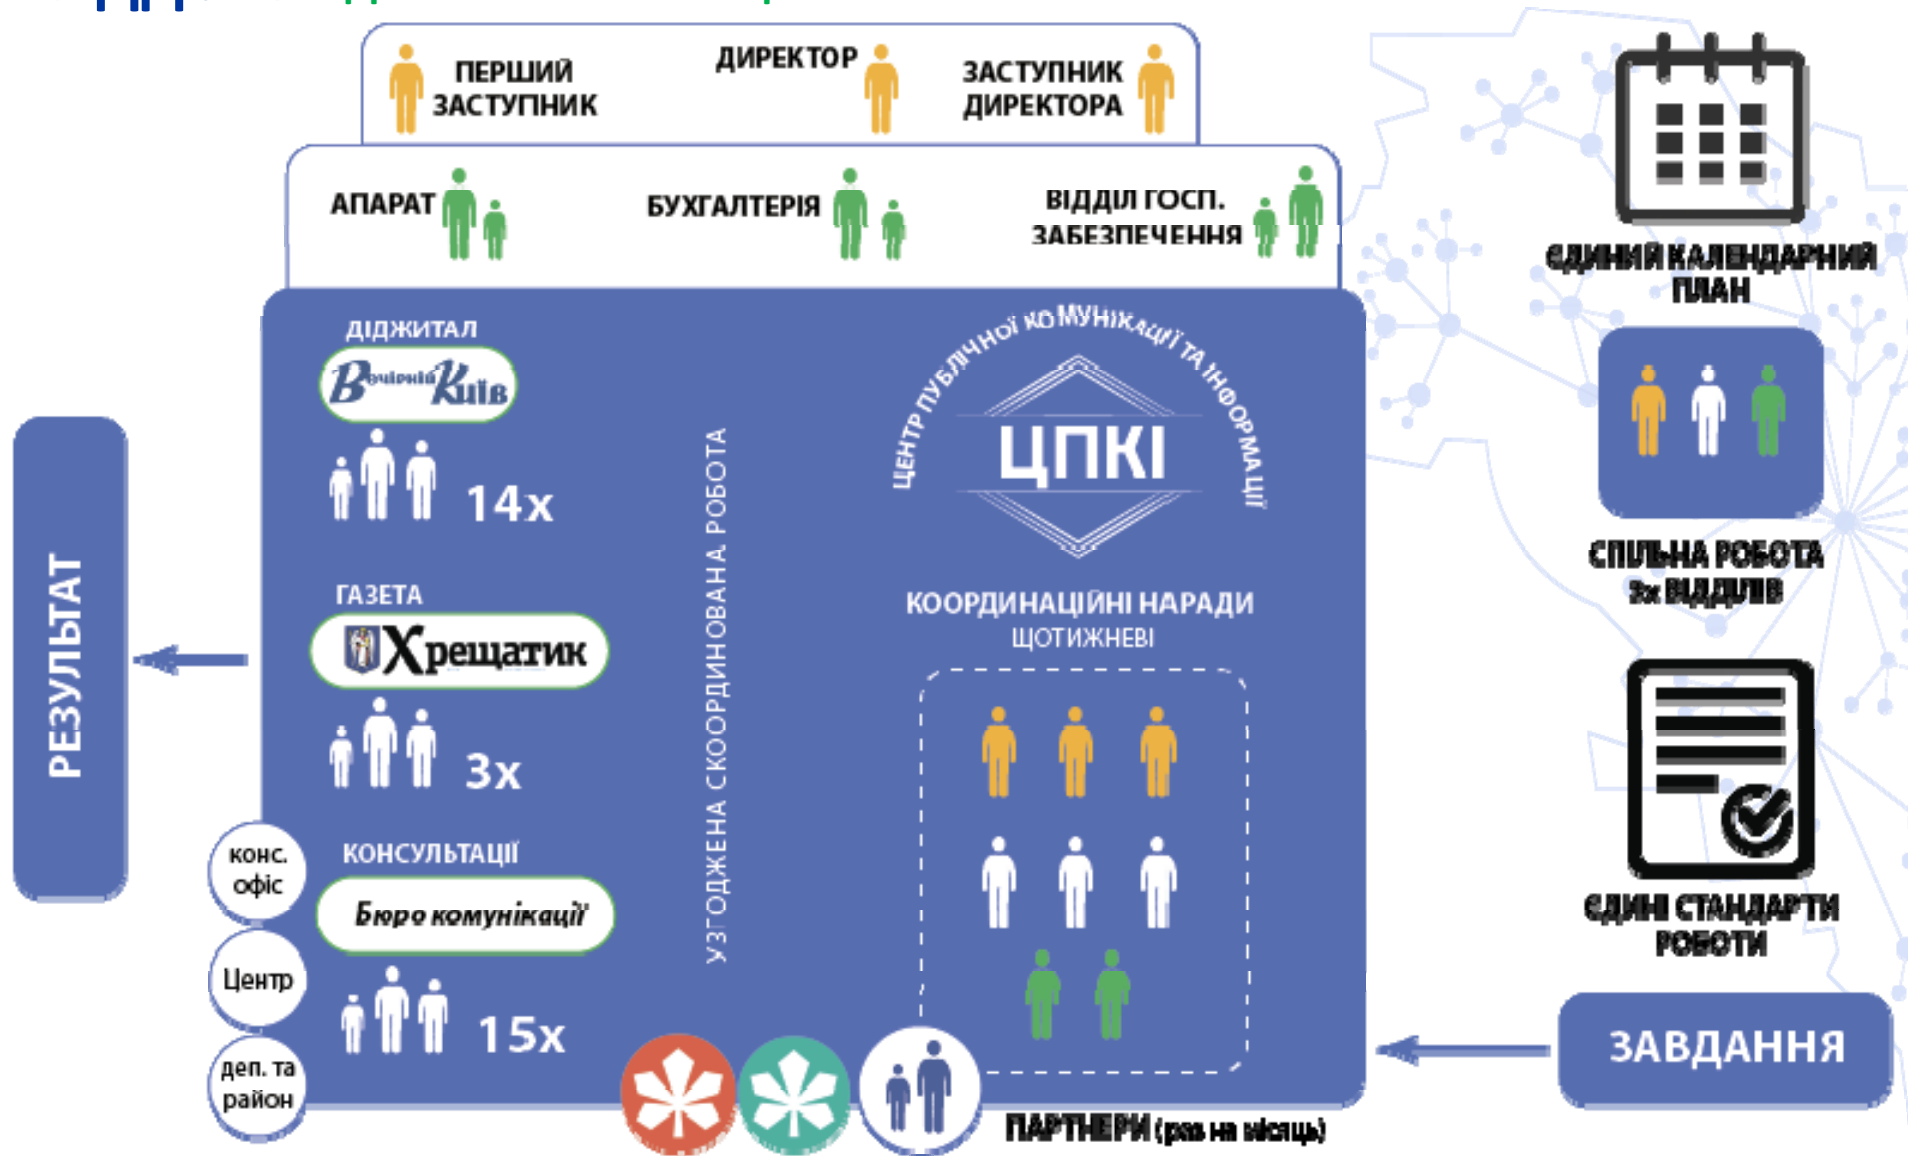 ПЕРШИЙ
ЗАСТУПНИК
ДИРЕКТОР
ЗАСТУПНИК
ДИРЕКТОРА
АПАРАТ
БУХГАЛТЕРІЯ
ВІДДІЛ ГОСП.
ЗАБЕЗПЕЧЕННЯ
ЄДИНИЙ КАЛЕНДАРНИЙ
ПЛАН
ДІДЖИТАЛ
Вечірній Київ
14х
ГАЗЕТА
Хрещатик
3х
КОНСУЛЬТАЦІЇ
Бюро комунікації
15х
конс.
офіс
Центр
деп. та
район
РЕЗУЛЬТАТ
УЗГОДЖЕНА СКООРДИНОВАНА РОБОТА
ЦЕНТР ПУБЛІЧНОЇ КОМУНІКАЦІЇ ТА ІНФОРМАЦІЇ
ЦПКІ
КООРДИНАЦІЙНІ НАРАДИ
ЩОТИЖНЕВІ
ПАРТНЕРИ (раз на місяць)
СПІЛЬНА РОБОТА
3х ВІДДІЛІВ
ЄДИНІ СТАНДАРТИ
РОБОТИ
ЗАВДАННЯ